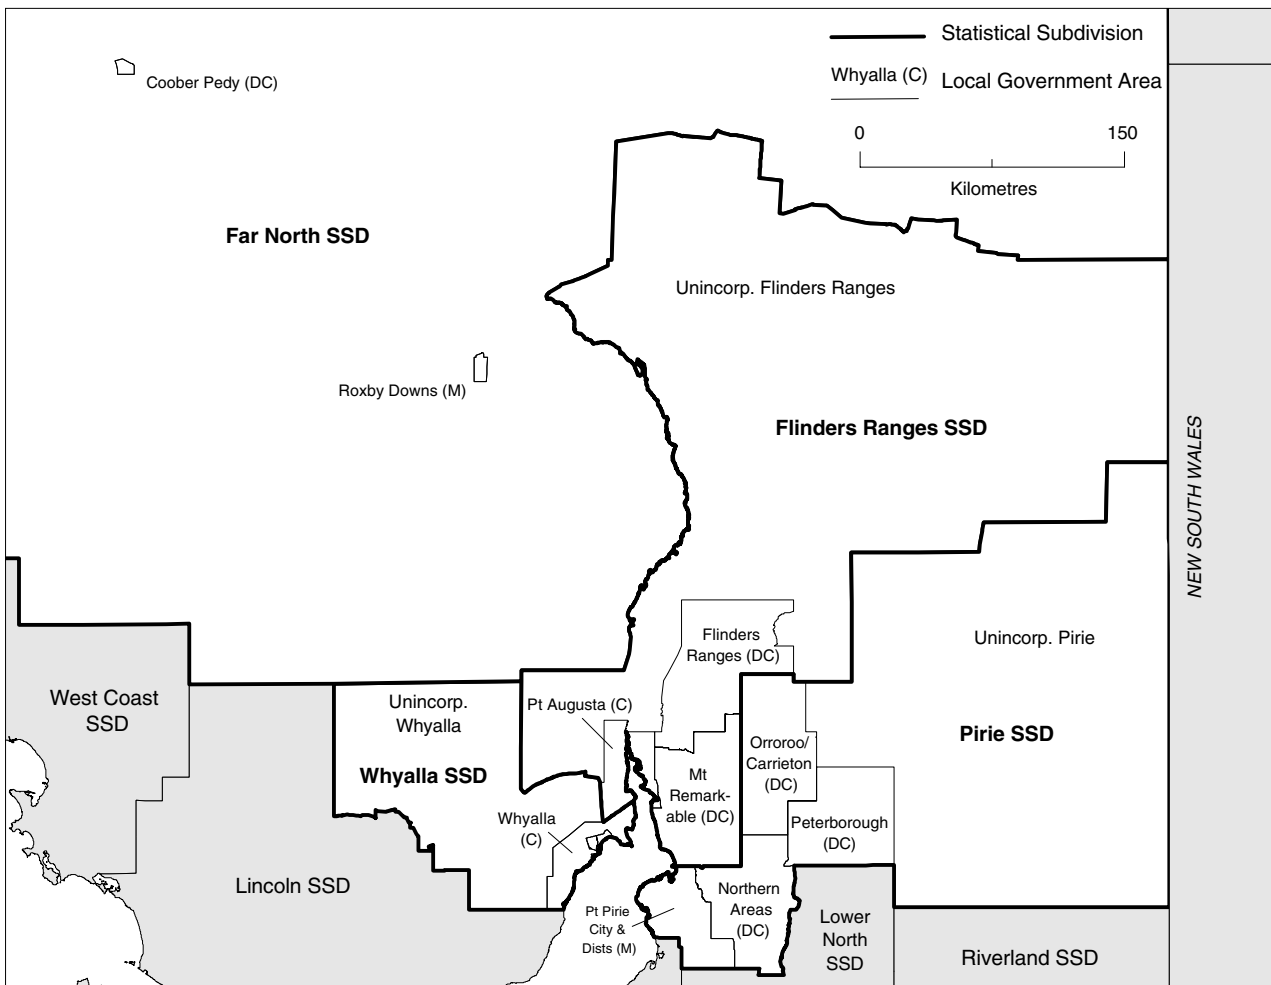 Statistical Subdivision
Whyalla (C)
Local Government Area
0
150
Kilometres
Coober Pedy (DC)
Far North SSD
Unincorp. Flinders Ranges
Roxby Downs (M)
Flinders Ranges SSD
NEW SOUTH WALES
Flinders
Ranges (DC)
Unincorp. Pirie
West Coast
SSD
Unincorp.
Whyalla
Pt Augusta (C)
Pirie SSD
Whyalla SSD
Orroroo/
Carrieton
(DC)
Mt
Remark-
able (DC)
Whyalla
(C)
Peterborough
(DC)
Lincoln SSD
Northern
Areas
(DC)
Pt Pirie
City &
Dists (M)
Lower
North
SSD
Riverland SSD